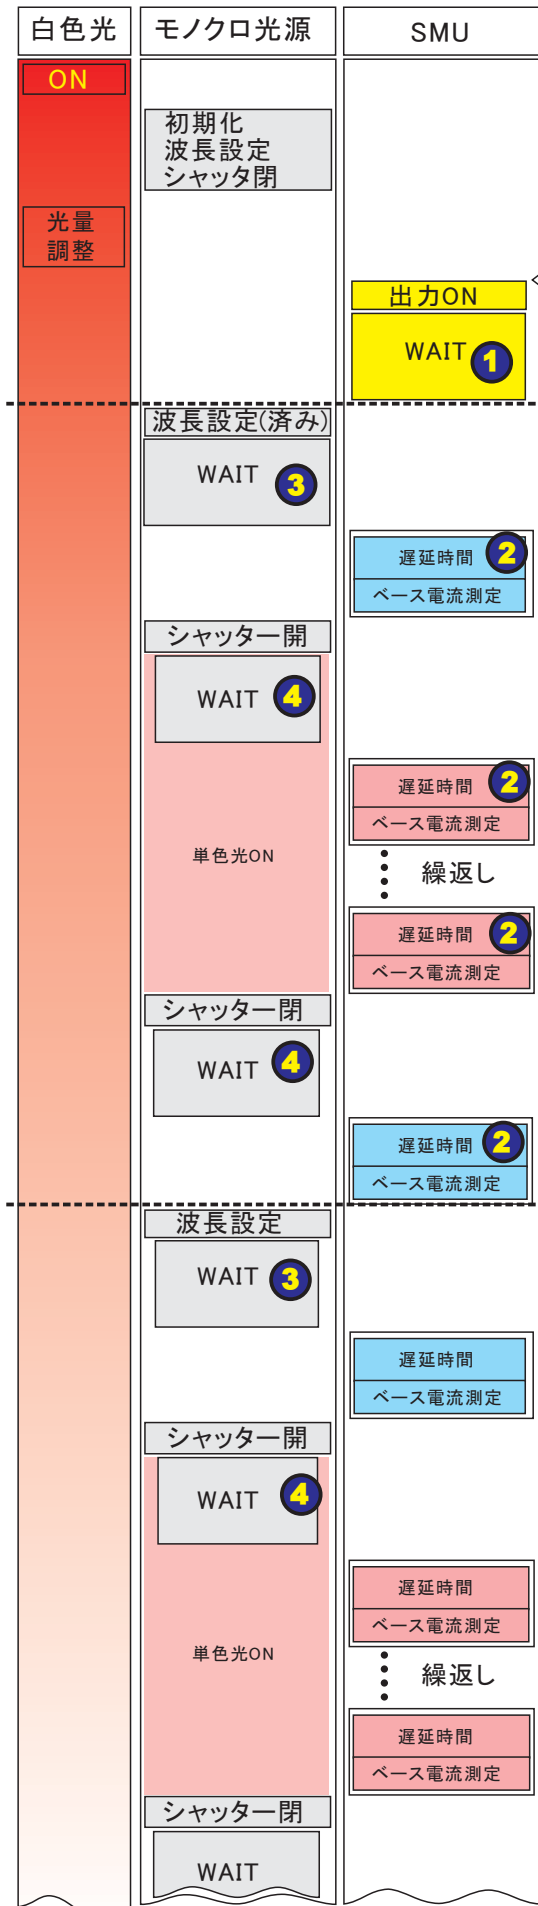 白色光
モノクロ光源
SMU
ON
初期化
波長設定
シャッタ閉
光量
調整
出力ON
WAIT 1
波長設定(済み)
WAIT 3
遅延時間 2
ベース電流測定
シャッター開
WAIT 4
遅延時間 2
ベース電流測定
単色光ON
繰返し
遅延時間 2
ベース電流測定
シャッター閉
WAIT 4
遅延時間 2
ベース電流測定
波長設定
WAIT 3
遅延時間
ベース電流測定
シャッター開
WAIT 4
遅延時間
ベース電流測定
単色光ON
繰返し
遅延時間
ベース電流測定
シャッター閉
WAIT